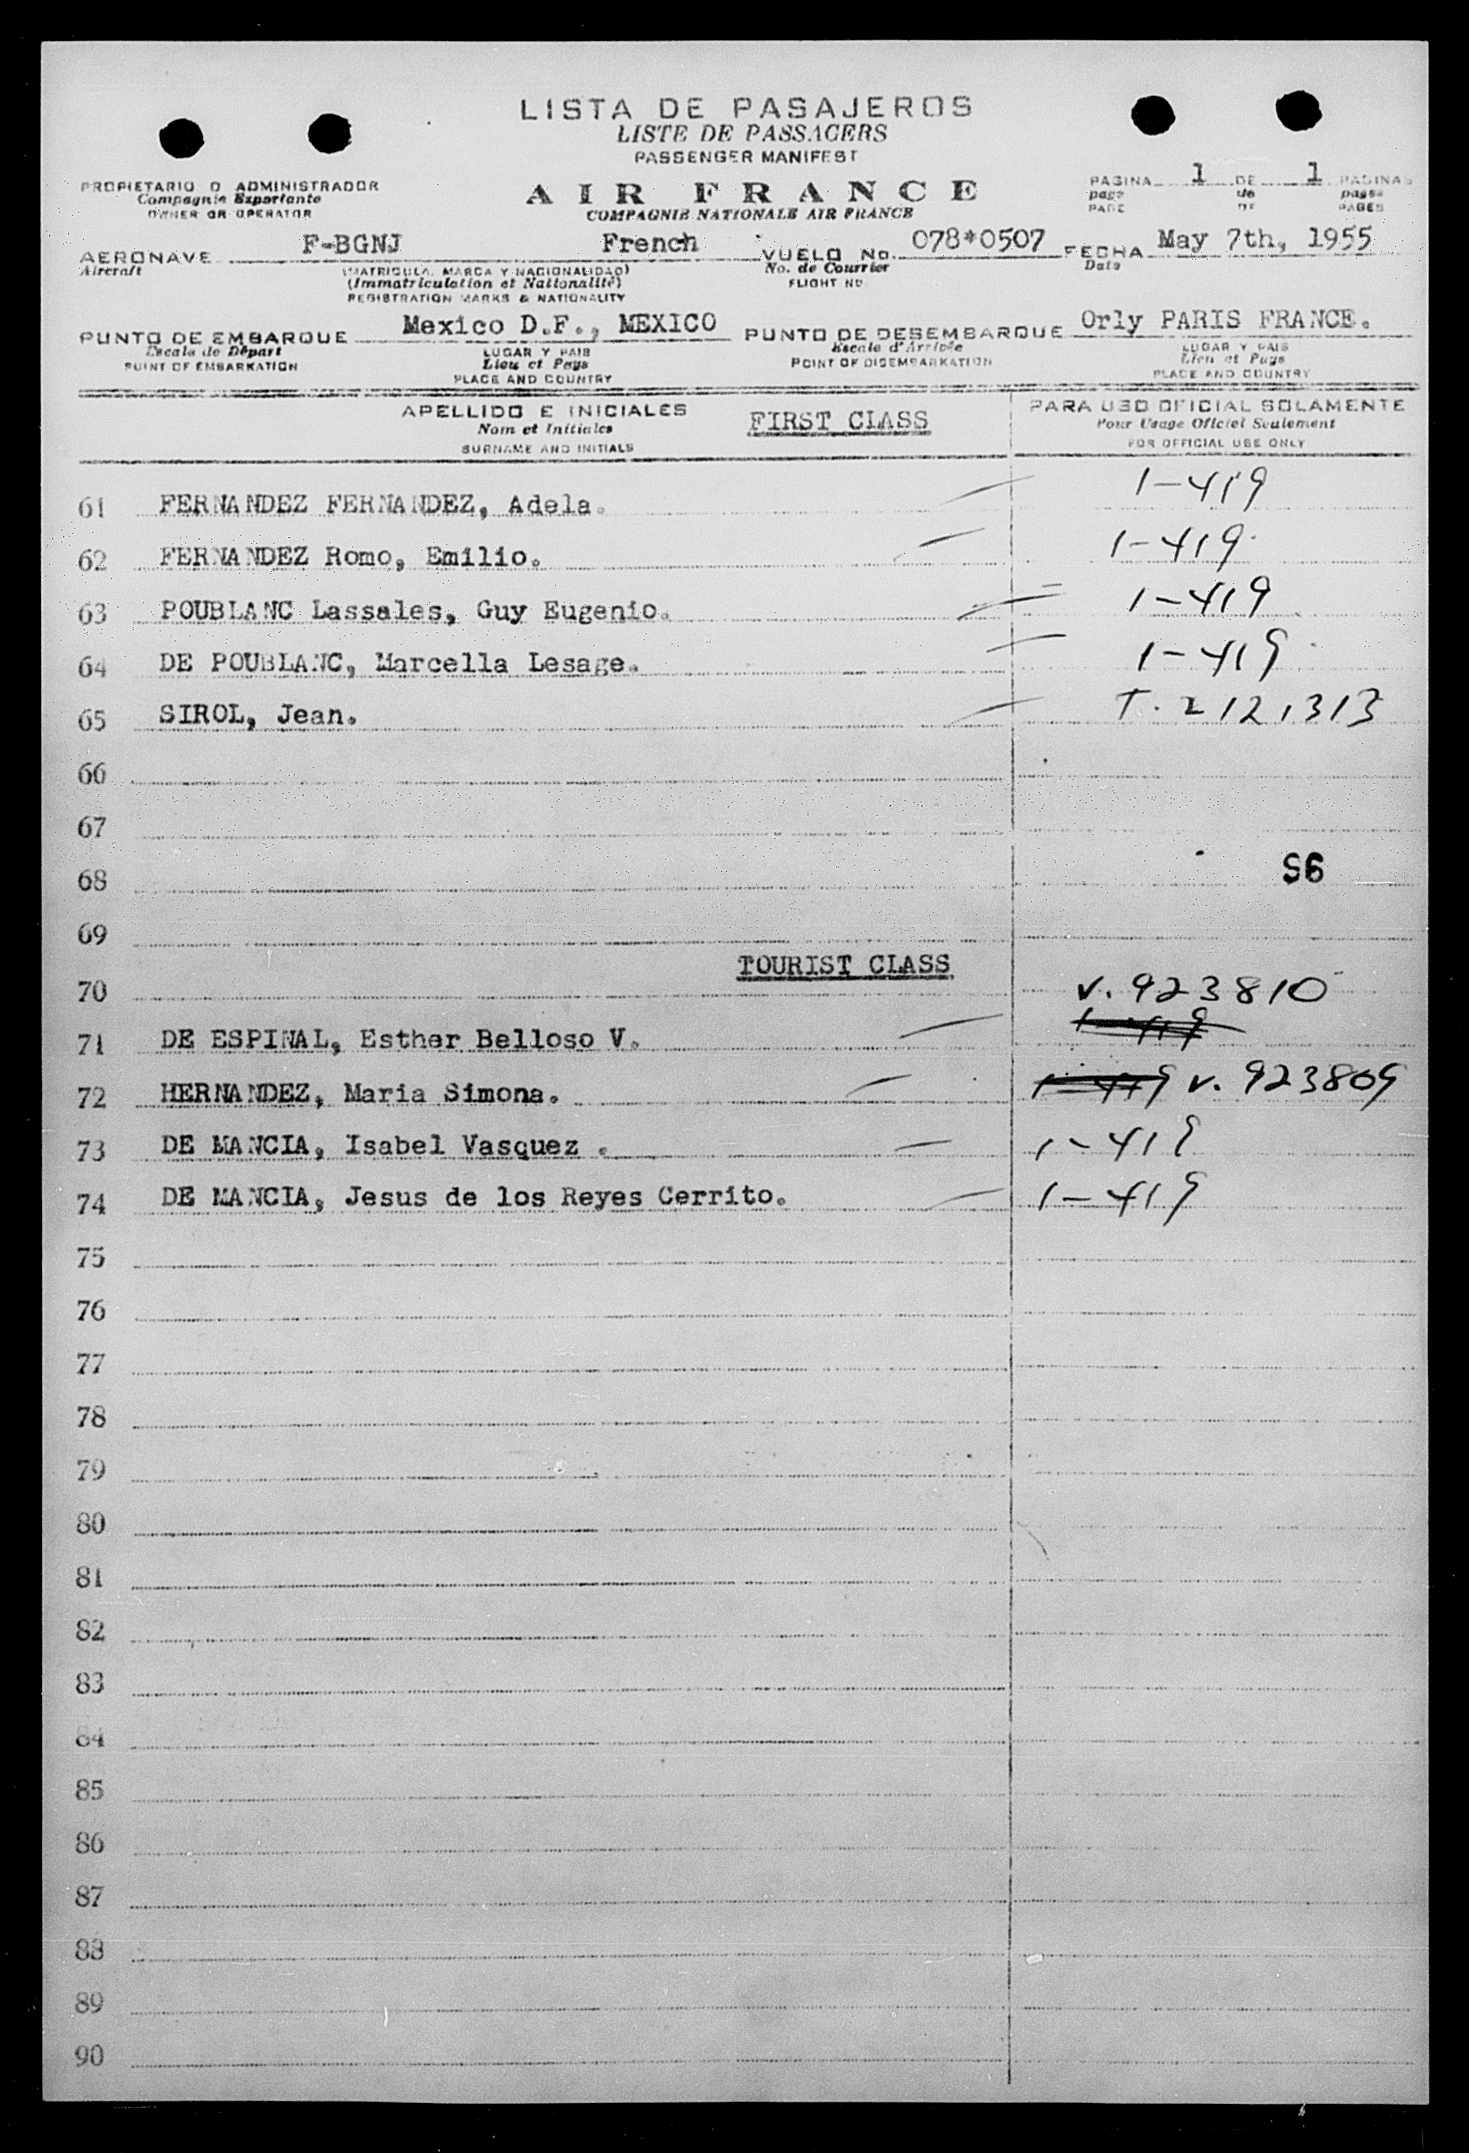 LISTA DE PASAJEROS
LISTE DE PASSAGERS
PASSENGER MANIFEST
PROPIETARIO O ADMINISTRADOR
Compagnie Exportante
OWNER OR OPERATOR
AIR FRANCE
COMPAGNIE NATIONALE AIR FRANCE
PAGINA 1 DE 1 PAGINAS
page de pages
PAGE OF PAGES
AERONAVE F-BGNJ French VUELO No. 078*0507 FECHA May 7th, 1955
Aircraft (MATRICULA, MARCA Y NACIONALIDAD) No. de Courrier Date
(Immatriculation et Nationalité) FLIGHT No.
REGISTRATION MARKS & NATIONALITY
PUNTO DE EMBARQUE Mexico D.F., MEXICO PUNTO DE DESEMBARQUE Orly PARIS FRANCE.
Escale de Départ LUGAR Y PAIS Escale d'Arrivée LUGAR Y PAIS
POINT OF EMBARKATION Lieu et Pays POINT OF DISEMBARKATION Lieu et Pays
PLACE AND COUNTRY PLACE AND COUNTRY
APELLIDO E INICIALES FIRST CLASS PARA USO OFICIAL SOLAMENTE
Nom et Initiales Pour Usage Oficiel Seulement
SURNAME AND INITIALS FOR OFFICIAL USE ONLY
61 FERNANDEZ FERNANDEZ, Adela. 1-419
62 FERNANDEZ Romo, Emilio. 1-419
63 POUBLANC Lassales, Guy Eugenio. 1-419
64 DE POUBLANC, Marcella Lesage. 1-419
65 SIROL, Jean. T. 2121313
66
67
68 S6
69
TOURIST CLASS
70 V. 923810
71 DE ESPINAL, Esther Belloso V. 1-419
72 HERNANDEZ, Maria Simona. 1-419 V. 923809
73 DE MANCIA, Isabel Vasquez . 1-419
74 DE MANCIA, Jesus de los Reyes Cerrito. 1-419
75
76
77
78
79
80
81
82
83
84
85
86
87
88
89
90